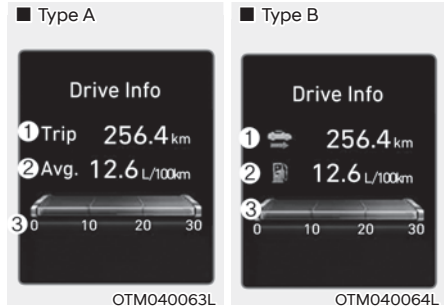 ■ Type A
Drive Info
① Trip 256.4 km
② Avg. 12.6 L/100km
③
0 10 20 30
OTM040063L
■ Type B
Drive Info
① 256.4 km
② 12.6 L/100km
③
0 10 20 30
OTM040064L